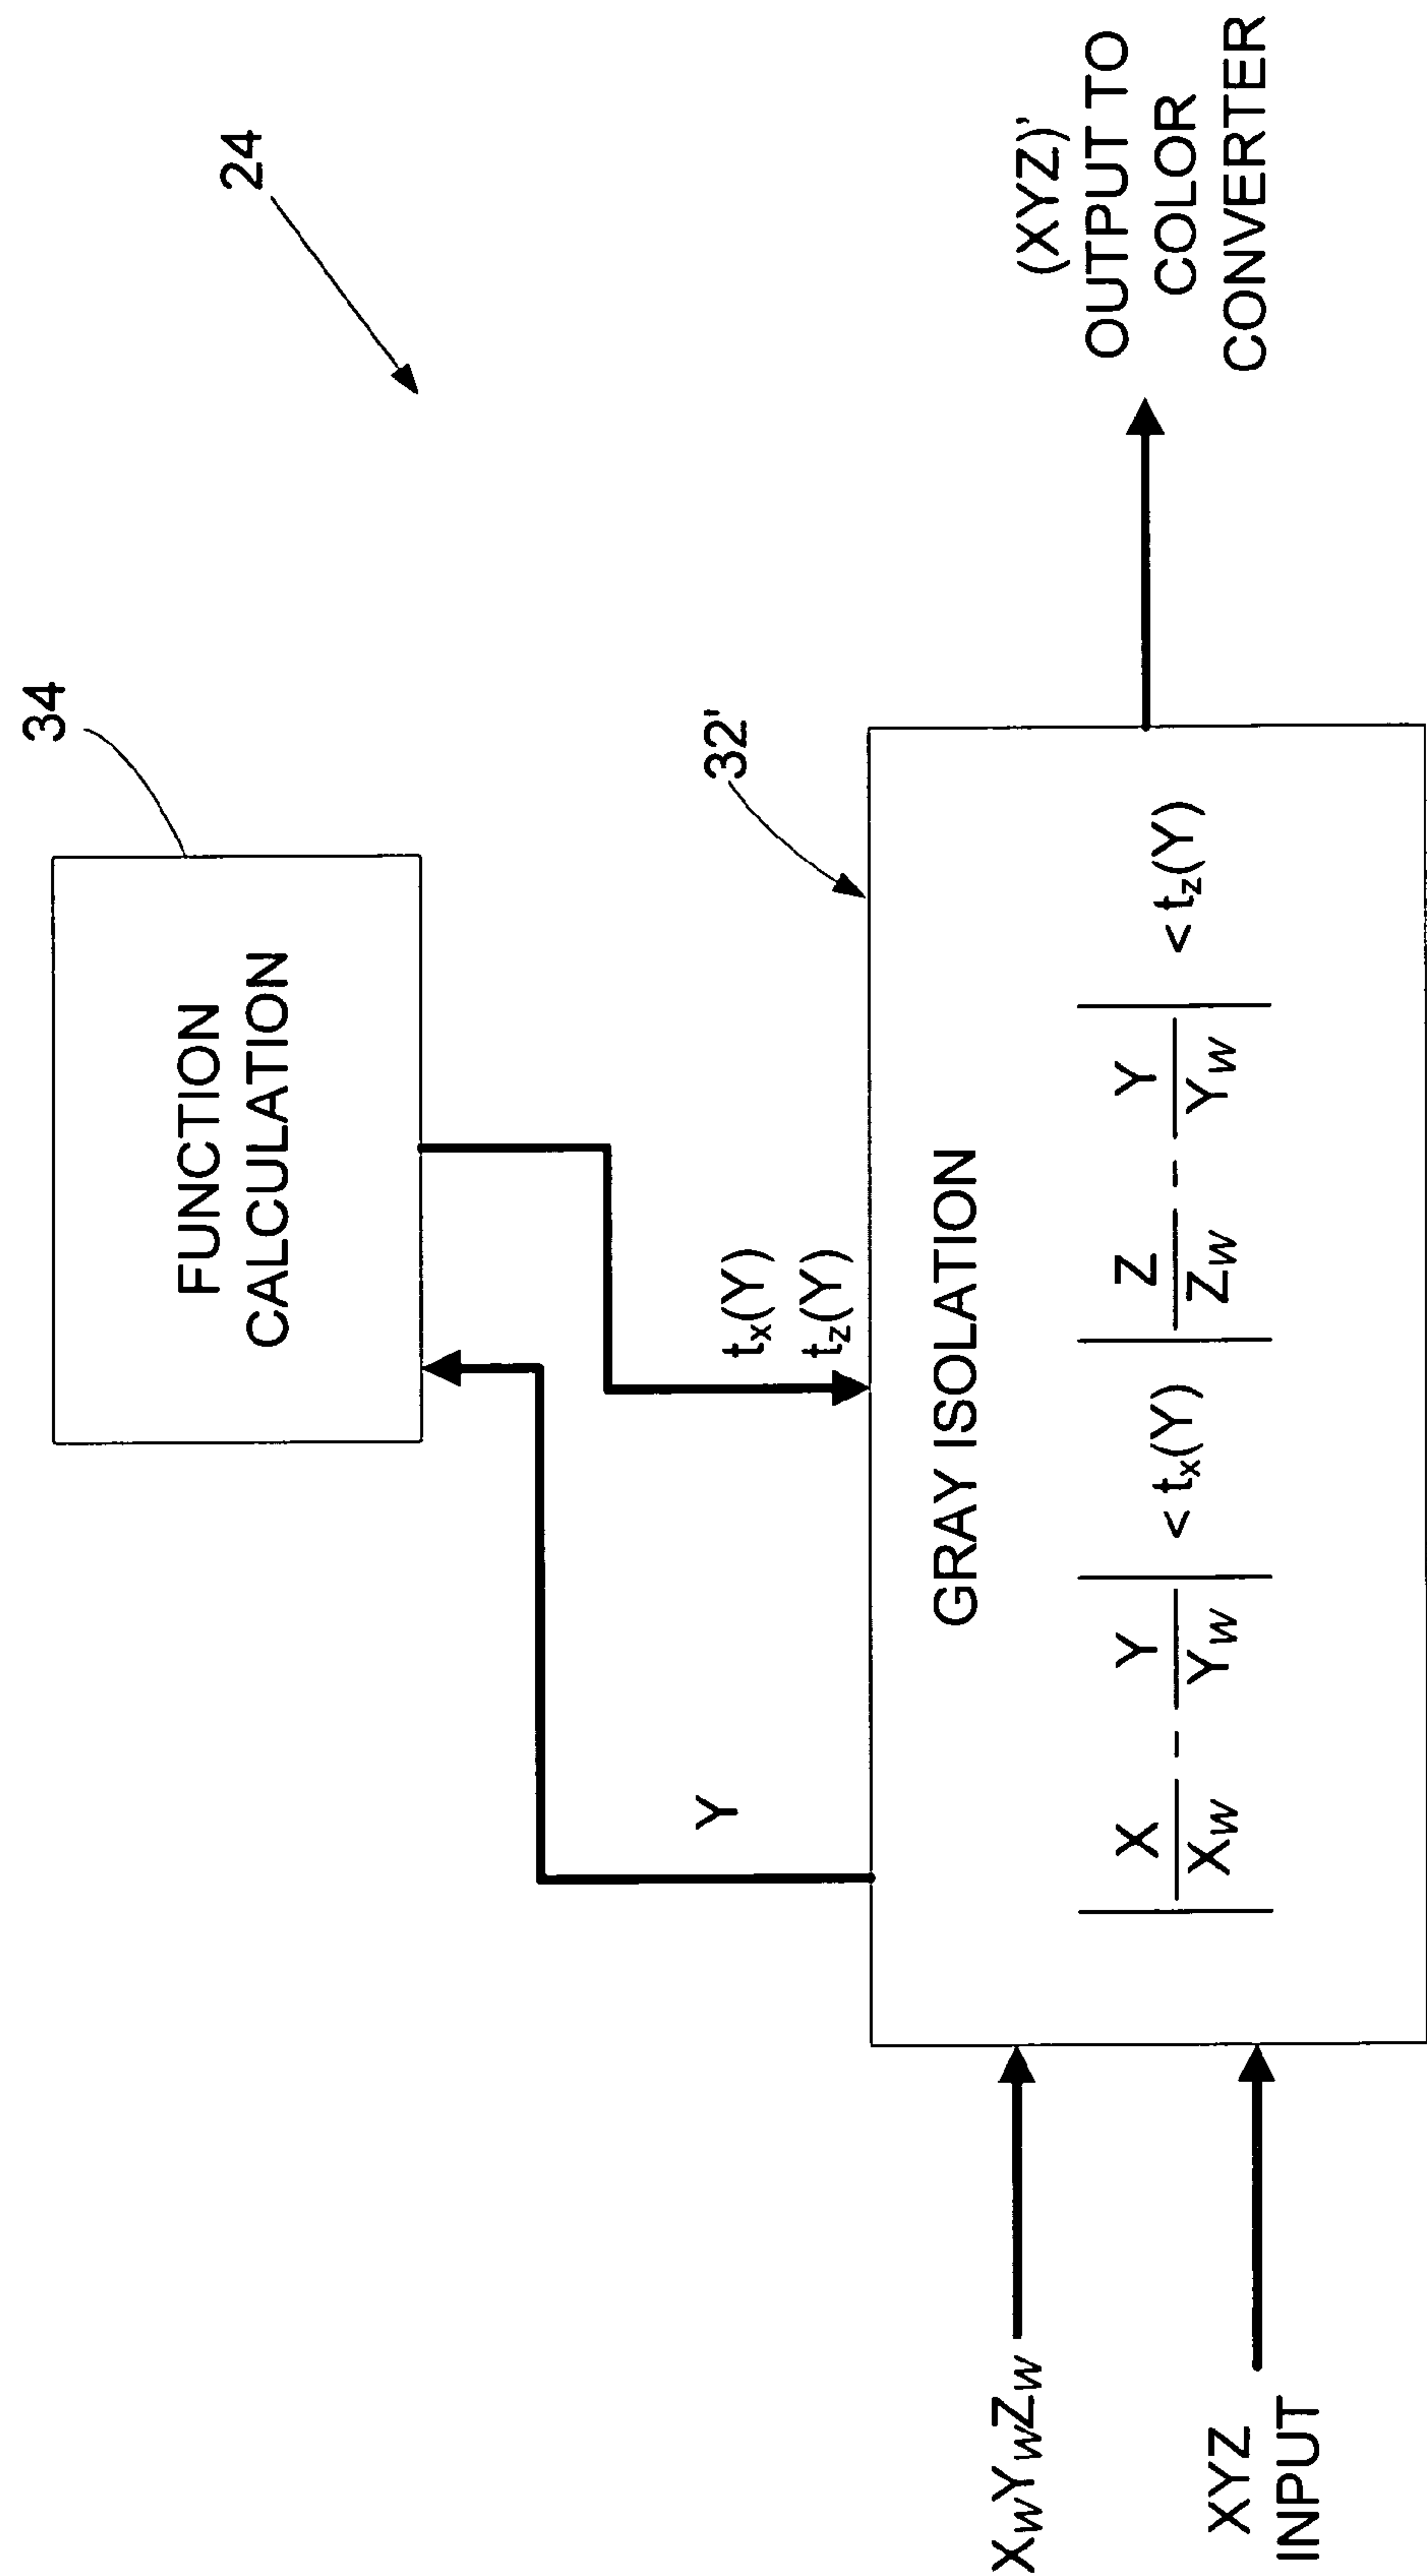 24
34
FUNCTION
CALCULATION
32'
Y
t_x(Y)
t_z(Y)
GRAY ISOLATION
| X/X_W - Y/Y_W | < t_x(Y) | Z/Z_W - Y/Y_W | < t_z(Y)
X_WY_WZ_W
XYZ
INPUT
(XYZ)'
OUTPUT TO
COLOR
CONVERTER